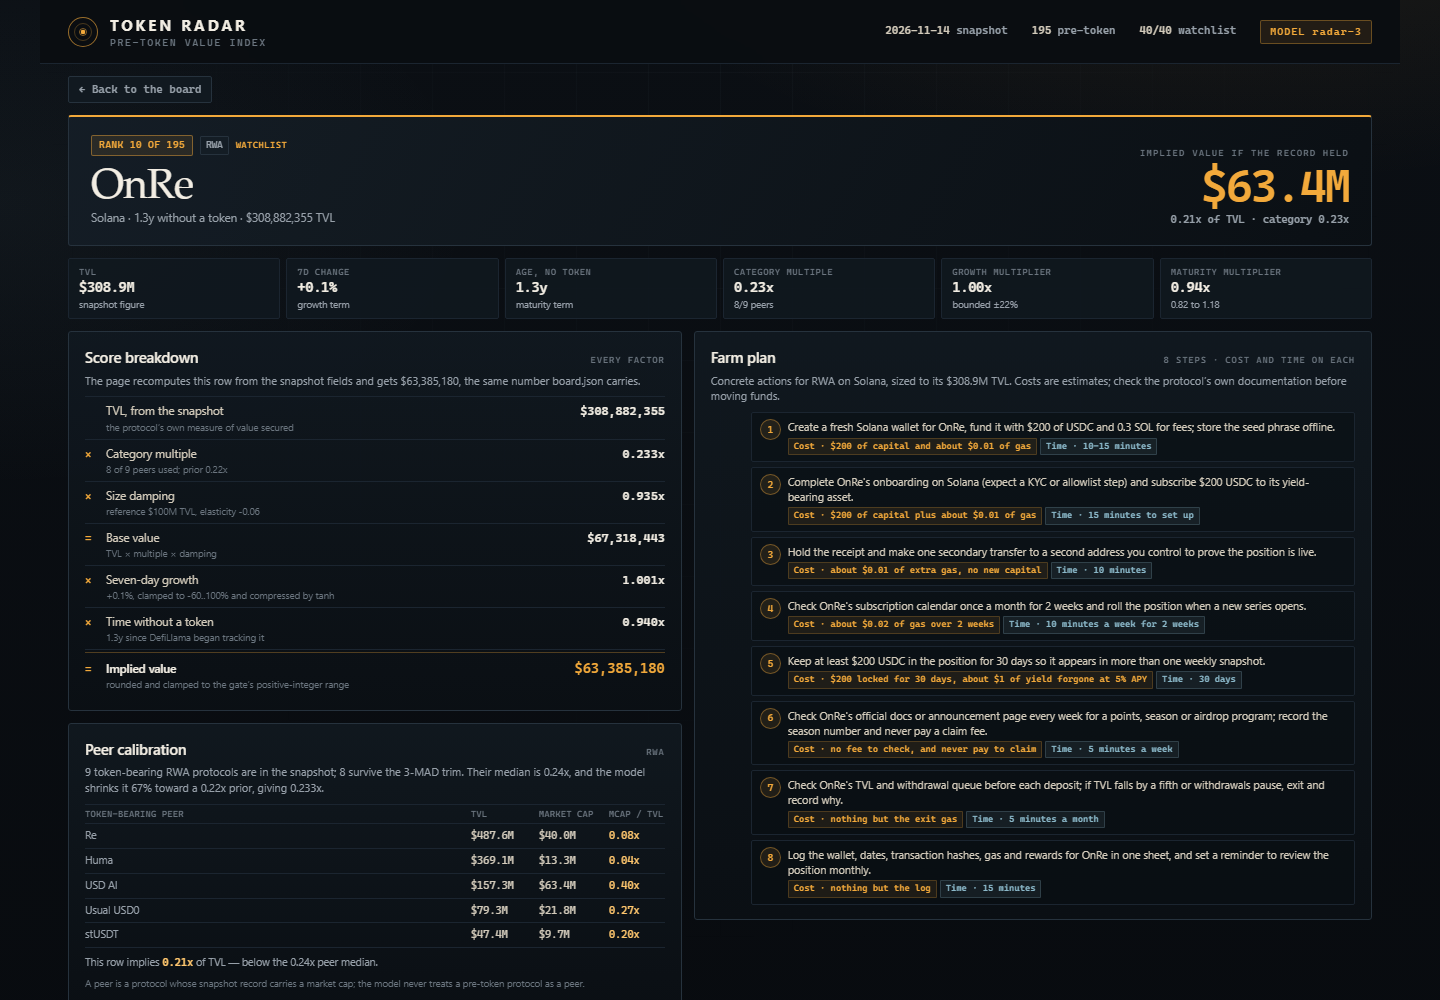 TOKEN RADAR
PRE-TOKEN VALUE INDEX
2026-11-14 snapshot
195 pre-token
40/40 watchlist
MODEL radar-3
← Back to the board
RANK 10 OF 195
RWA
WATCHLIST
OnRe
Solana · 1.3y without a token · $308,882,355 TVL
IMPLIED VALUE IF THE RECORD HELD
$63.4M
0.21x of TVL · category 0.23x
TVL
$308.9M
snapshot figure
7D CHANGE
+0.1%
growth term
AGE, NO TOKEN
1.3y
maturity term
CATEGORY MULTIPLE
0.23x
8/9 peers
GROWTH MULTIPLIER
1.00x
bounded ±22%
MATURITY MULTIPLIER
0.94x
0.82 to 1.18
Score breakdown
EVERY FACTOR
The page recomputes this row from the snapshot fields and gets $63,385,180, the same number board.json carries.
TVL, from the snapshot
$308,882,355
the protocol's own measure of value secured
× Category multiple
0.233x
8 of 9 peers used; prior 0.22x
× Size damping
0.935x
reference $100M TVL, elasticity -0.06
= Base value
$67,318,443
TVL × multiple × damping
× Seven-day growth
1.001x
+0.1%, clamped to -60..100% and compressed by tanh
× Time without a token
0.940x
1.3y since DefiLlama began tracking it
= Implied value
$63,385,180
rounded and clamped to the gate's positive-integer range
Peer calibration
RWA
9 token-bearing RWA protocols are in the snapshot; 8 survive the 3-MAD trim. Their median is 0.24x, and the model
shrinks it 67% toward a 0.22x prior, giving 0.233x.
TOKEN-BEARING PEER TVL MARKET CAP MCAP / TVL
Re $487.6M $40.0M 0.08x
Huma $369.1M $13.3M 0.04x
USD AI $157.3M $63.4M 0.40x
Usual USD0 $79.3M $21.8M 0.27x
stUSDT $47.4M $9.7M 0.20x
This row implies 0.21x of TVL — below the 0.24x peer median.
A peer is a protocol whose snapshot record carries a market cap; the model never treats a pre-token protocol as a peer.
Farm plan
8 STEPS · COST AND TIME ON EACH
Concrete actions for RWA on Solana, sized to its $308.9M TVL. Costs are estimates; check the protocol's own documentation before
moving funds.
1 Create a fresh Solana wallet for OnRe, fund it with $200 of USDC and 0.3 SOL for fees; store the seed phrase offline.
Cost · $200 of capital and about $0.01 of gas
Time · 10-15 minutes
2 Complete OnRe's onboarding on Solana (expect a KYC or allowlist step) and subscribe $200 USDC to its yield-
bearing asset.
Cost · $200 of capital plus about $0.01 of gas
Time · 15 minutes to set up
3 Hold the receipt and make one secondary transfer to a second address you control to prove the position is live.
Cost · about $0.01 of extra gas, no new capital
Time · 10 minutes
4 Check OnRe's subscription calendar once a month for 2 weeks and roll the position when a new series opens.
Cost · about $0.02 of gas over 2 weeks
Time · 10 minutes a week for 2 weeks
5 Keep at least $200 USDC in the position for 30 days so it appears in more than one weekly snapshot.
Cost · $200 locked for 30 days, about $1 of yield forgone at 5% APY
Time · 30 days
6 Check OnRe's official docs or announcement page every week for a points, season or airdrop program; record the
season number and never pay a claim fee.
Cost · no fee to check, and never pay to claim
Time · 5 minutes a week
7 Check OnRe's TVL and withdrawal queue before each deposit; if TVL falls by a fifth or withdrawals pause, exit and
record why.
Cost · nothing but the exit gas
Time · 5 minutes a month
8 Log the wallet, dates, transaction hashes, gas and rewards for OnRe in one sheet, and set a reminder to review the
position monthly.
Cost · nothing but the log
Time · 15 minutes